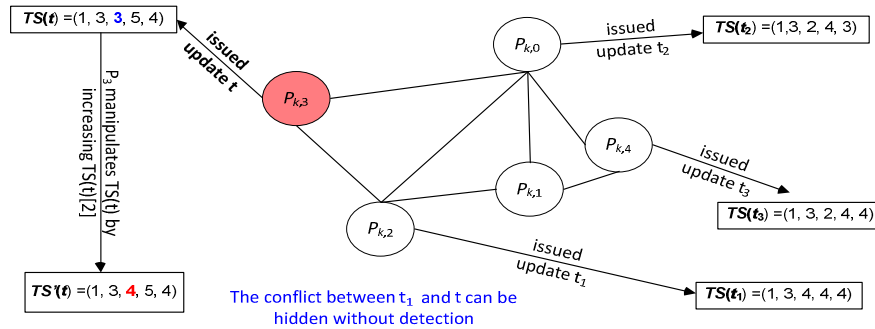 TS(t) =(1, 3, 3, 5, 4)
issued
update t
P3 manipulates TS(t) by
increasing TS(t)[2]
TS'(t) =(1, 3, 4, 5, 4)
Pk,3
Pk,0
issued
update t2
TS(t2) =(1,3, 2, 4, 3)
Pk,4
issued
update t3
TS(t3) =(1, 3, 2, 4, 4)
Pk,1
Pk,2
issued
update t1
TS(t1) =(1, 3, 4, 4, 4)
The conflict between t1 and t can be
hidden without detection